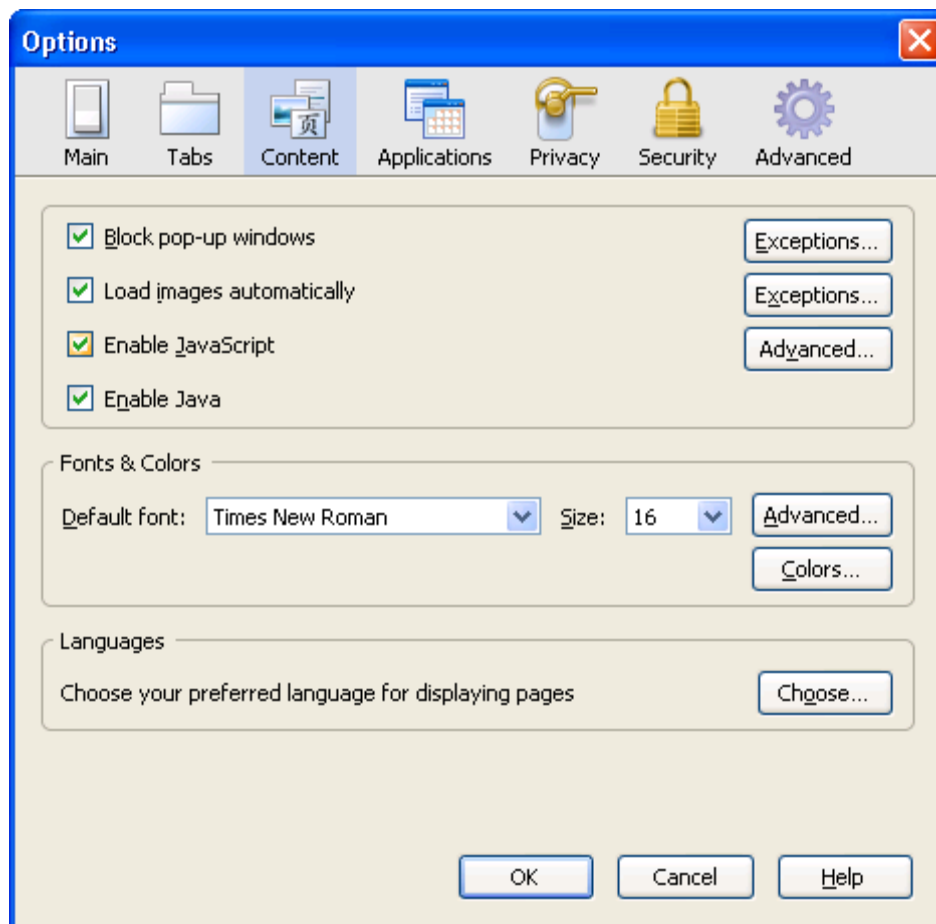 Options
页
Main Tabs Content Applications Privacy Security Advanced
Block pop-up windows Exceptions...
Load images automatically Exceptions...
Enable JavaScript Advanced...
Enable Java
Fonts & Colors
Default font: Times New Roman Size: 16 Advanced...
Colors...
Languages
Choose your preferred language for displaying pages Choose...
OK Cancel Help